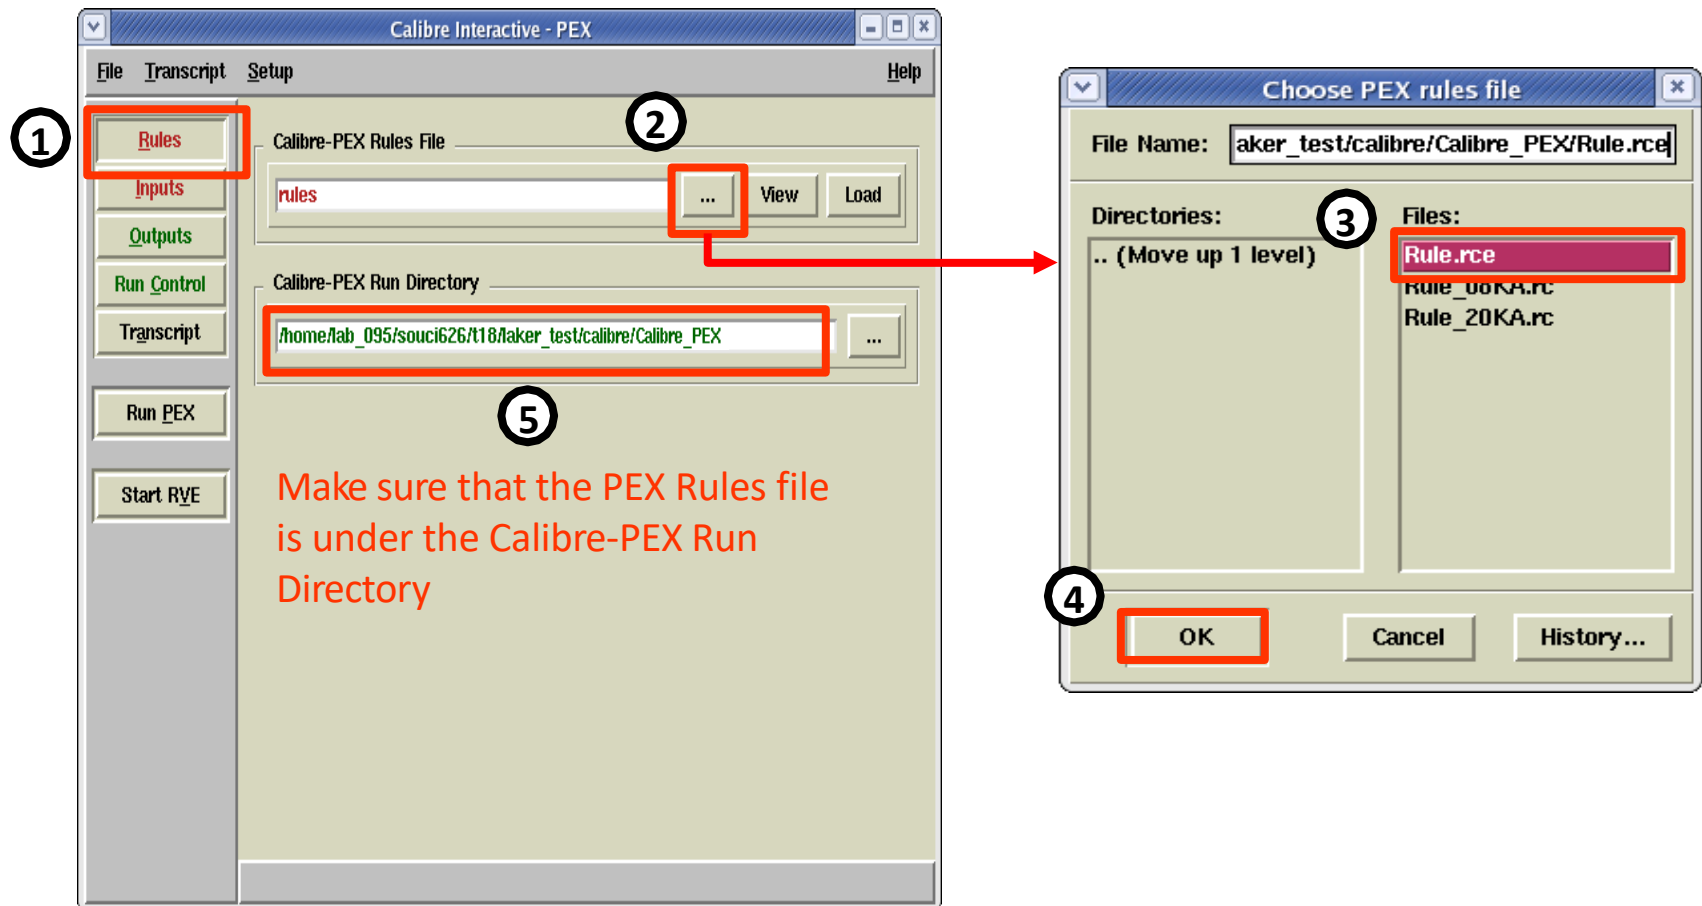 Calibre Interactive - PEX
File Transcript Setup Help
1
Rules
Inputs
Outputs
Run Control
Transcript
Run PEX
Start RVE
2
Calibre-PEX Rules File
rules ... View Load
Calibre-PEX Run Directory
/home/lab_095/souci626/t18/laker_test/calibre/Calibre_PEX ...
5
Make sure that the PEX Rules file
is under the Calibre-PEX Run
Directory
Choose PEX rules file
File Name: aker_test/calibre/Calibre_PEX/Rule.rce
Directories:
.. (Move up 1 level)
3
Files:
Rule.rce
Rule_08KA.rc
Rule_20KA.rc
4
OK Cancel History...